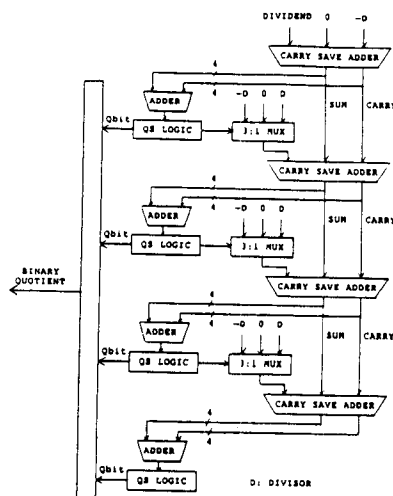 DIVIDEND 0 -D
CARRY SAVE ADDER
4
ADDER
4 -D 0 D
SUM CARRY
Qbit
QS LOGIC
3:1 MUX
CARRY SAVE ADDER
4
ADDER
4 -D 0 D
SUM CARRY
Qbit
QS LOGIC
3:1 MUX
BINARY
QUOTIENT
CARRY SAVE ADDER
4
ADDER
4 -D 0 D
SUM CARRY
Qbit
QS LOGIC
3:1 MUX
CARRY SAVE ADDER
4
ADDER
4
Qbit
QS LOGIC
D: DIVISOR